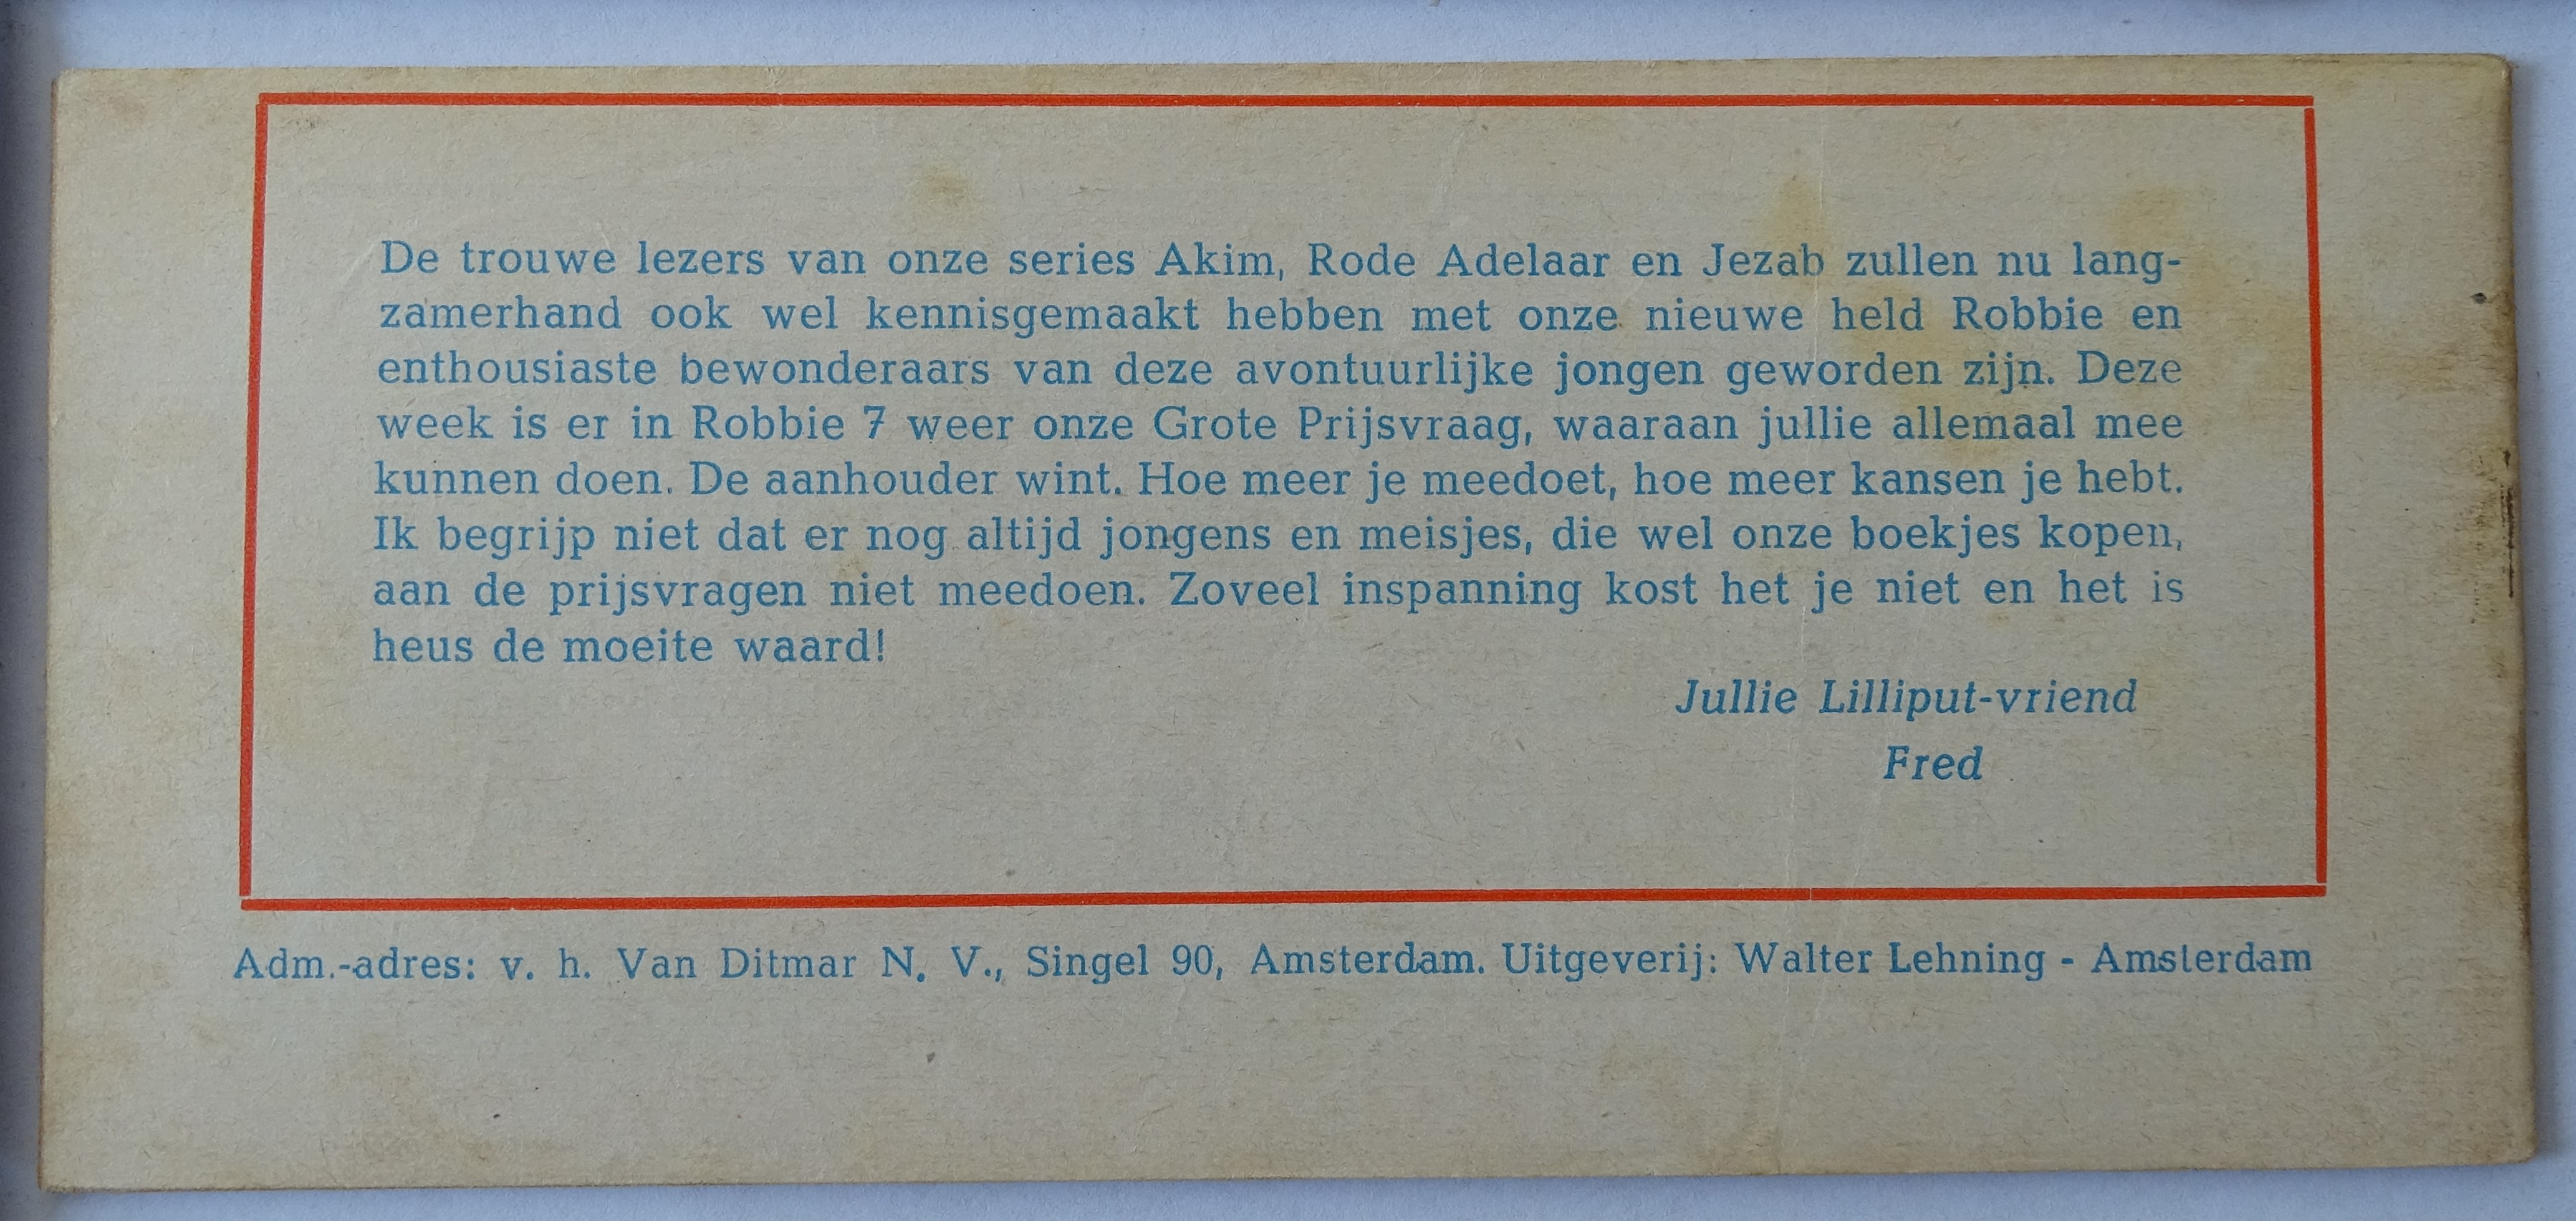 De trouwe lezers van onze series Akim, Rode Adelaar en Jezab zullen nu lang-
zamerhand ook wel kennisgemaakt hebben met onze nieuwe held Robbie en
enthousiaste bewonderaars van deze avontuurlijke jongen geworden zijn. Deze
week is er in Robbie 7 weer onze Grote Prijsvraag, waaraan jullie allemaal mee
kunnen doen. De aanhouder wint. Hoe meer je meedoet, hoe meer kansen je hebt.
Ik begrijp niet dat er nog altijd jongens en meisjes, die wel onze boekjes kopen,
aan de prijsvragen niet meedoen. Zoveel inspanning kost het je niet en het is
heus de moeite waard!
Jullie Lilliput-vriend
Fred
Adm.-adres: v. h. Van Ditmar N. V., Singel 90, Amsterdam. Uitgeverij: Walter Lehning - Amsterdam